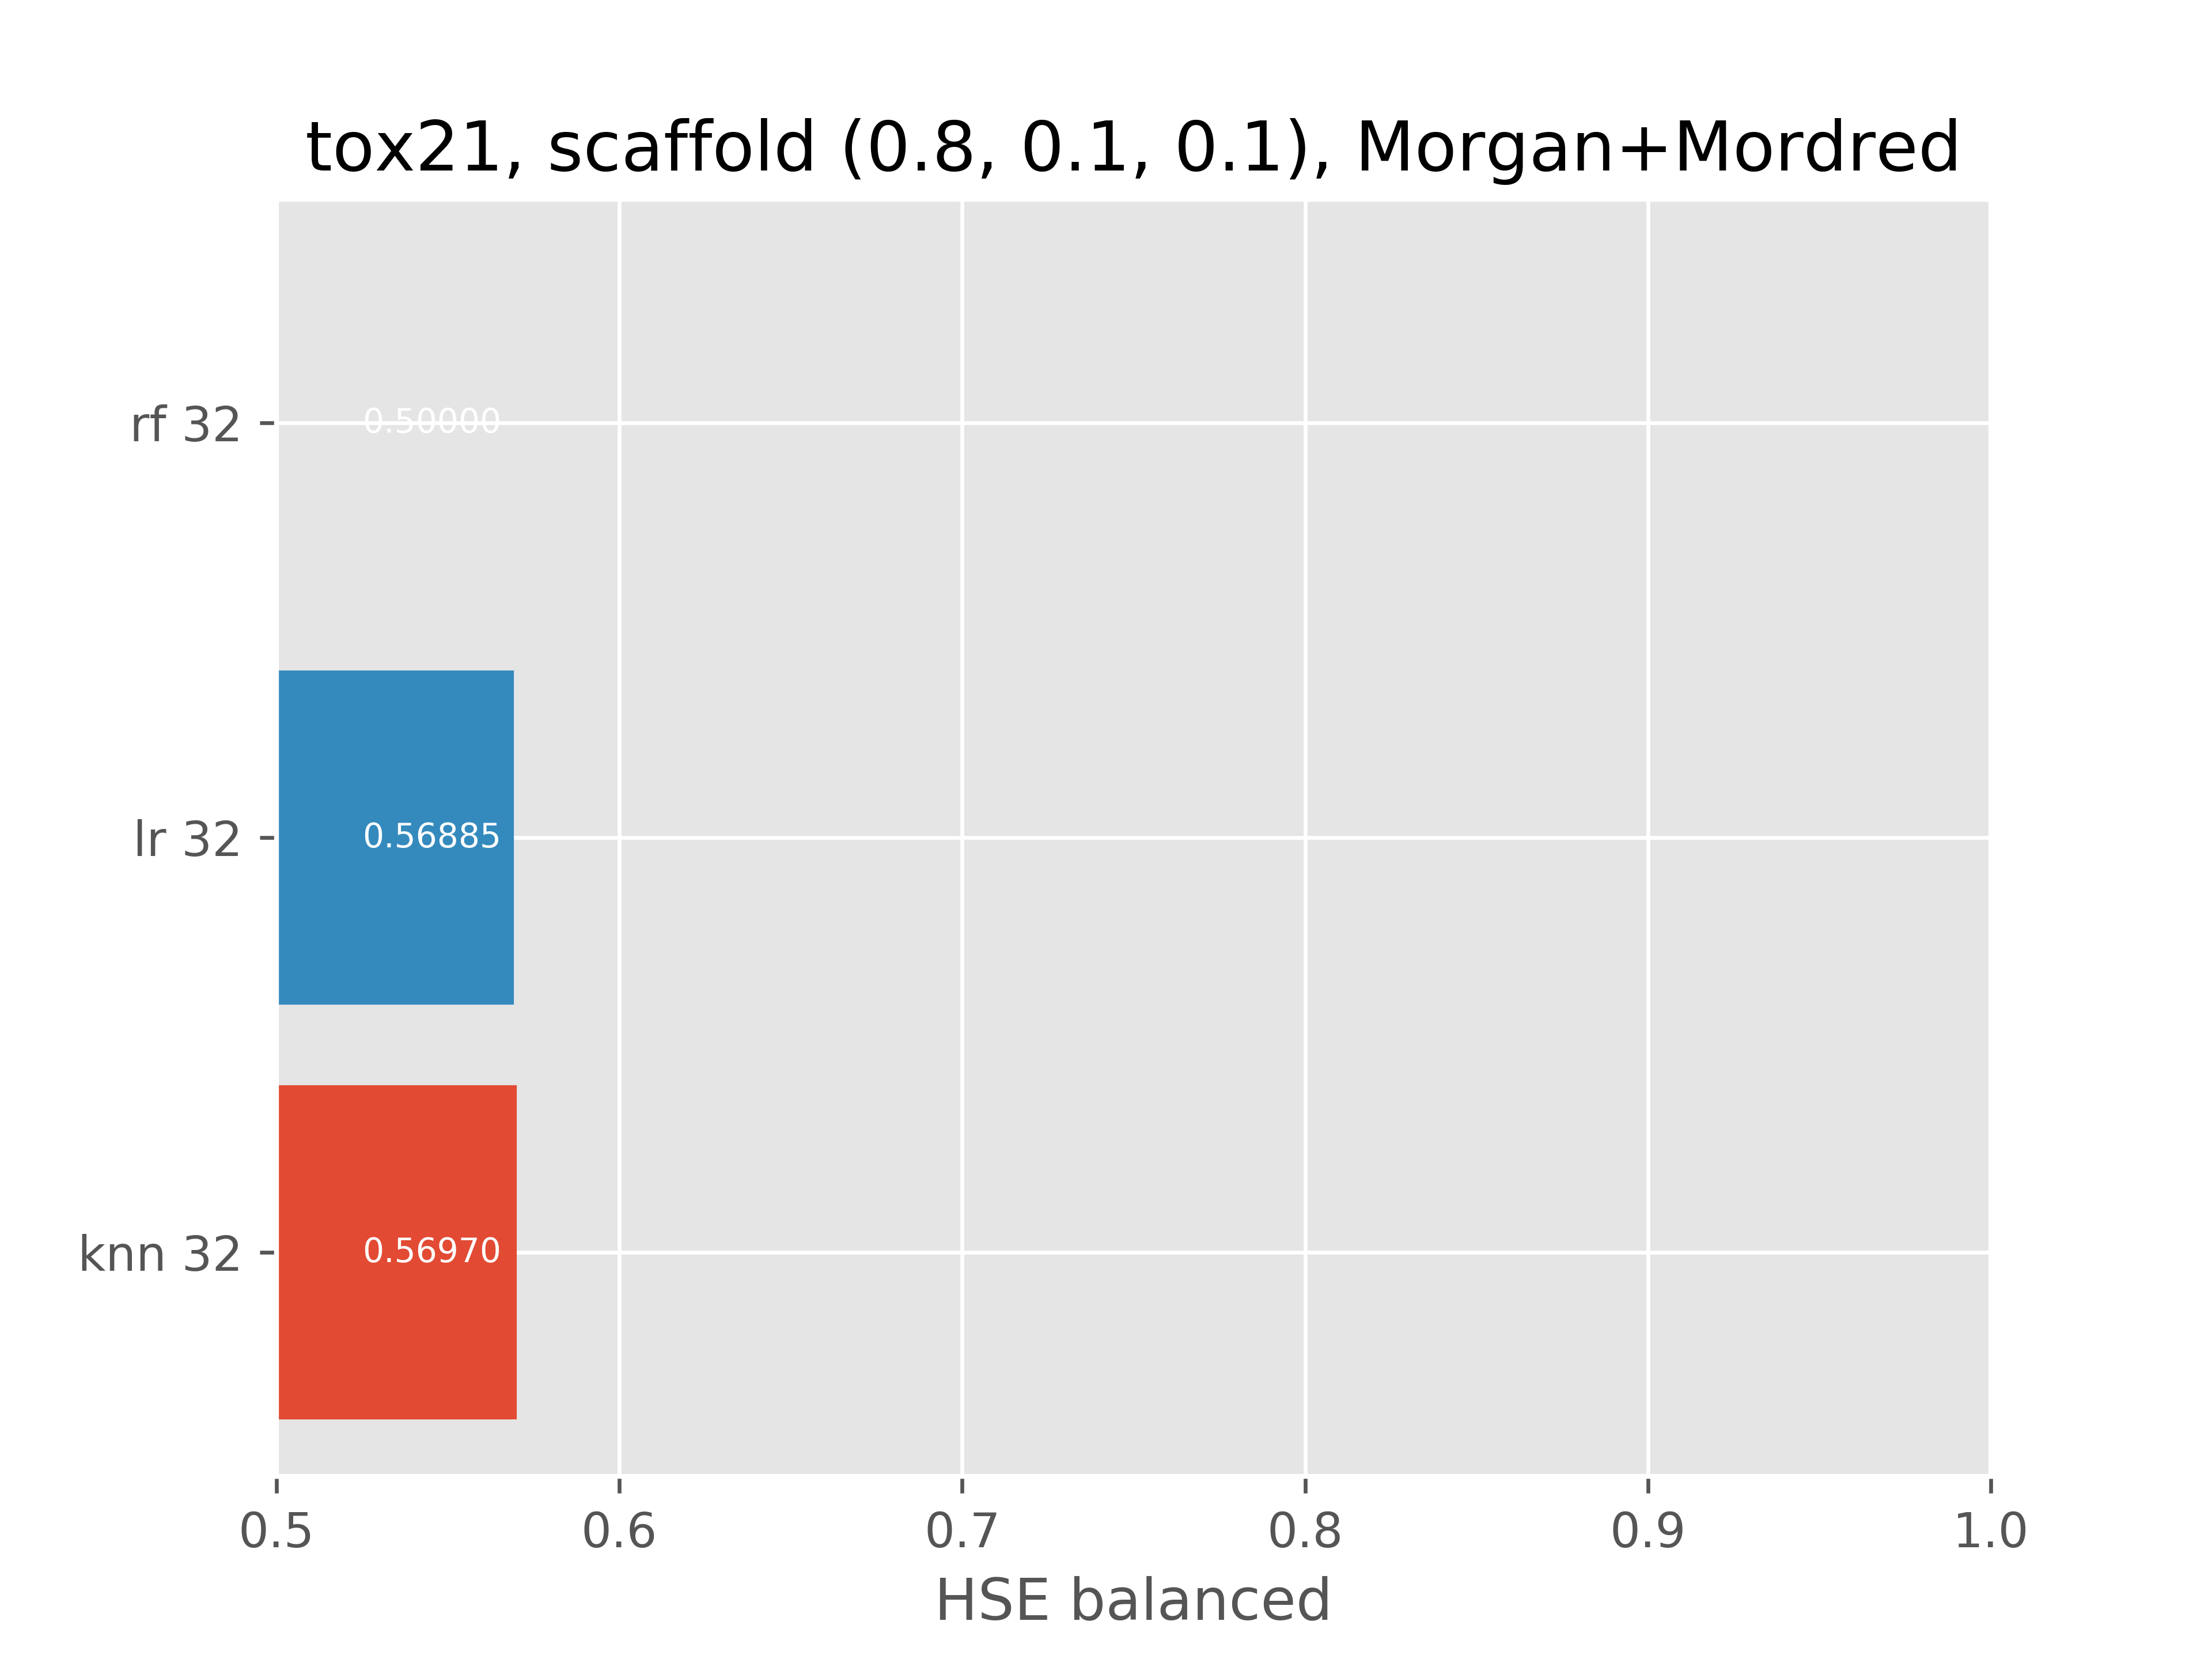 tox21, scaffold (0.8, 0.1, 0.1), Morgan+Mordred
rf 32
0.50000
lr 32
0.56885
knn 32
0.56970
0.5 0.6 0.7 0.8 0.9 1.0
HSE balanced